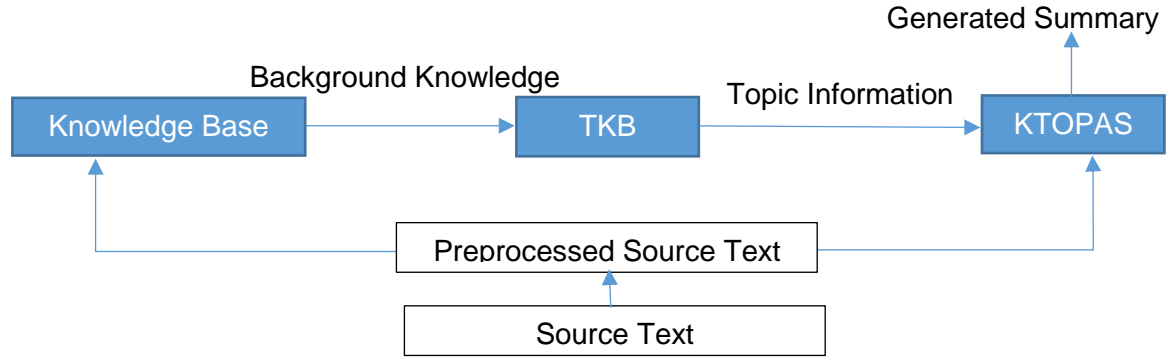 Generated Summary
Background Knowledge
Topic Information
Knowledge Base
TKB
KTOPAS
Preprocessed Source Text
Source Text